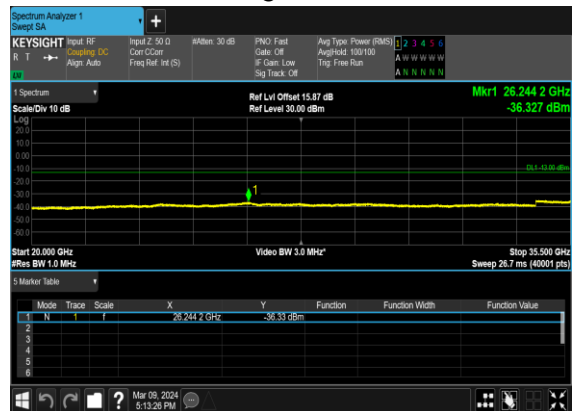 Spectrum Analyzer 1
Swept SA
KEYSIGHT Input: RF Input Z: 50 Ω #Atten: 30 dB PNO: Fast Avg Type: Power (RMS) 1 2 3 4 5 6
R T Coupling: DC Corr CCorr Gate: Off Avg|Hold: 100/100 A W W W W W
Align: Auto Freq Ref: Int (S) IF Gain: Low Trig: Free Run
Sig Track: Off A N N N N N
LW
1 Spectrum Ref Lvl Offset 15.87 dB Mkr1 26.244 2 GHz
Scale/Div 10 dB Ref Level 30.00 dBm -36.327 dBm
Log
20.0
10.0
0.00
-10.0 DL1 -13.00 dBm
-20.0
-30.0 1
-40.0
-50.0
-60.0
Start 20.000 GHz Video BW 3.0 MHz* Stop 35.500 GHz
#Res BW 1.0 MHz Sweep 26.7 ms (40001 pts)
5 Marker Table
Mode Trace Scale X Y Function Function Width Function Value
1 N 1 f 26.244 2 GHz -36.33 dBm
2
3
4
5
6
? Mar 09, 2024
5:13:26 PM